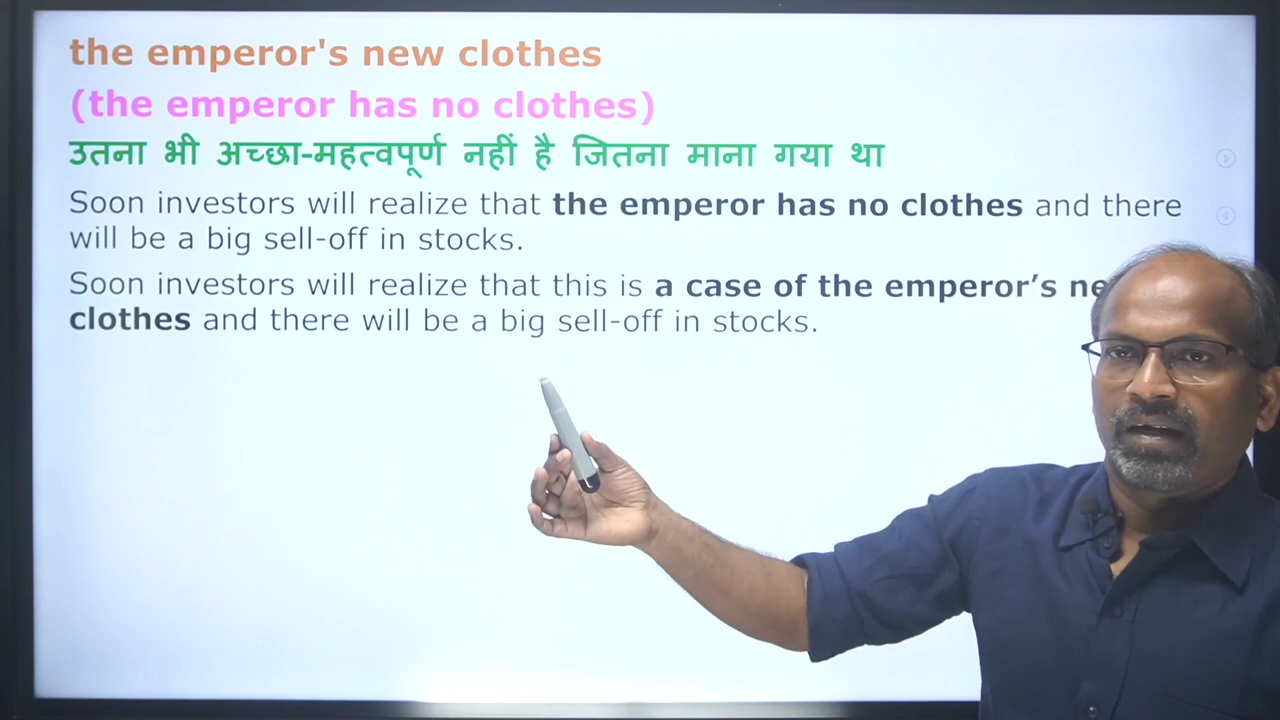 the emperor's new clothes
(the emperor has no clothes)
उतना भी अच्छा-महत्वपूर्ण नहीं है जितना माना गया था
Soon investors will realize that the emperor has no clothes and there
will be a big sell-off in stocks.
Soon investors will realize that this is a case of the emperor’s ne
clothes and there will be a big sell-off in stocks.